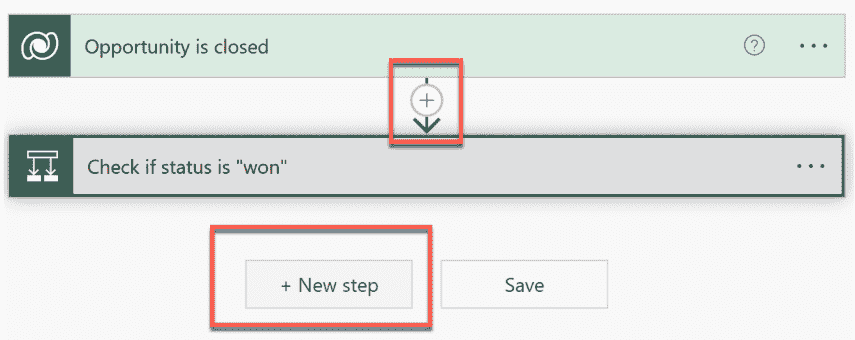 Opportunity is closed
?
Check if status is "won"
+ New step
Save